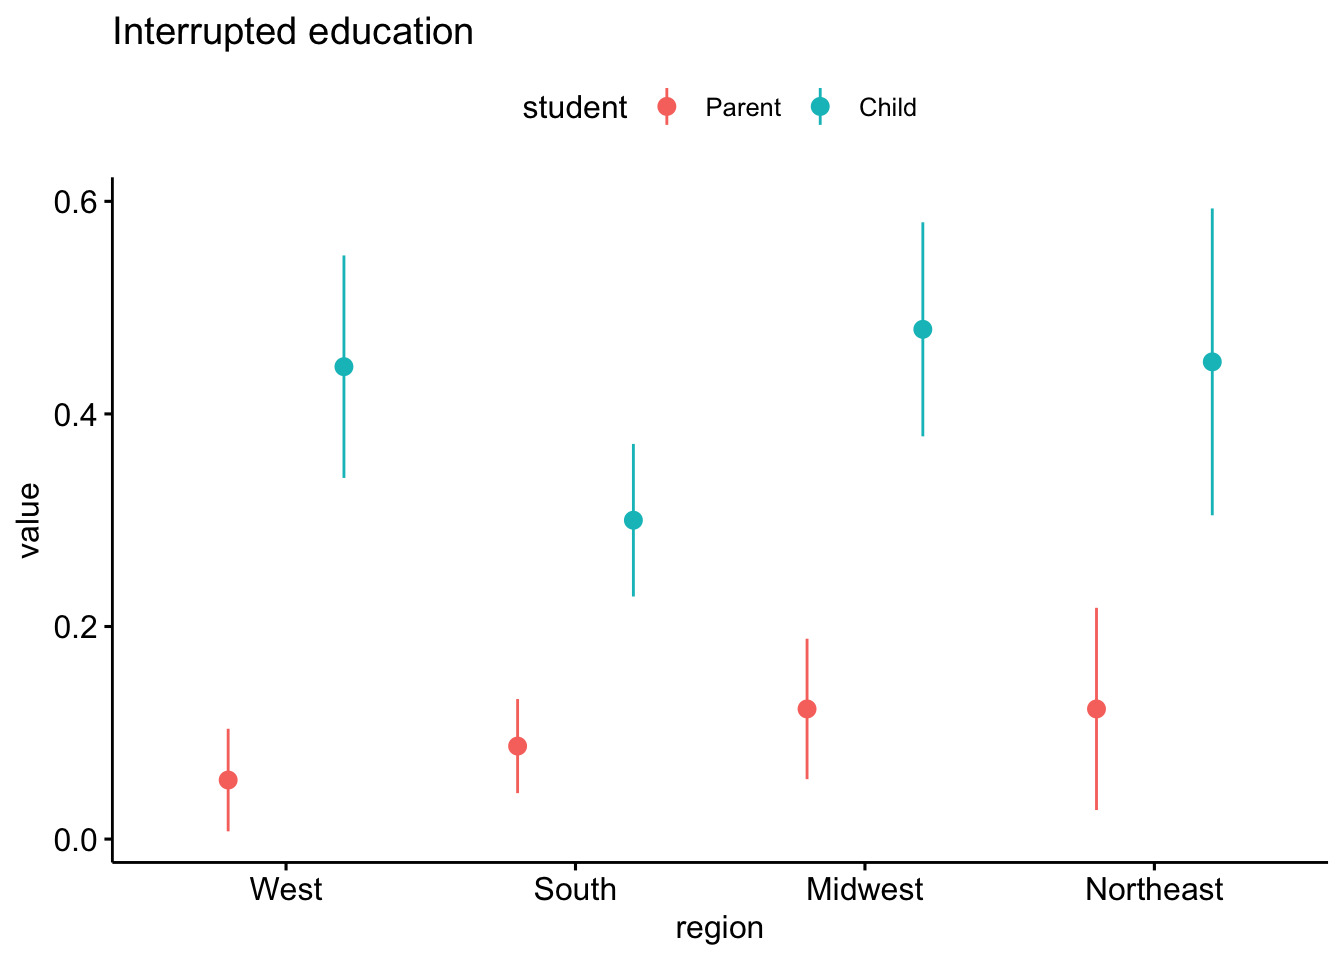 Interrupted education
student Parent Child
0.6
0.4
0.2
0.0
value
West South Midwest Northeast
region